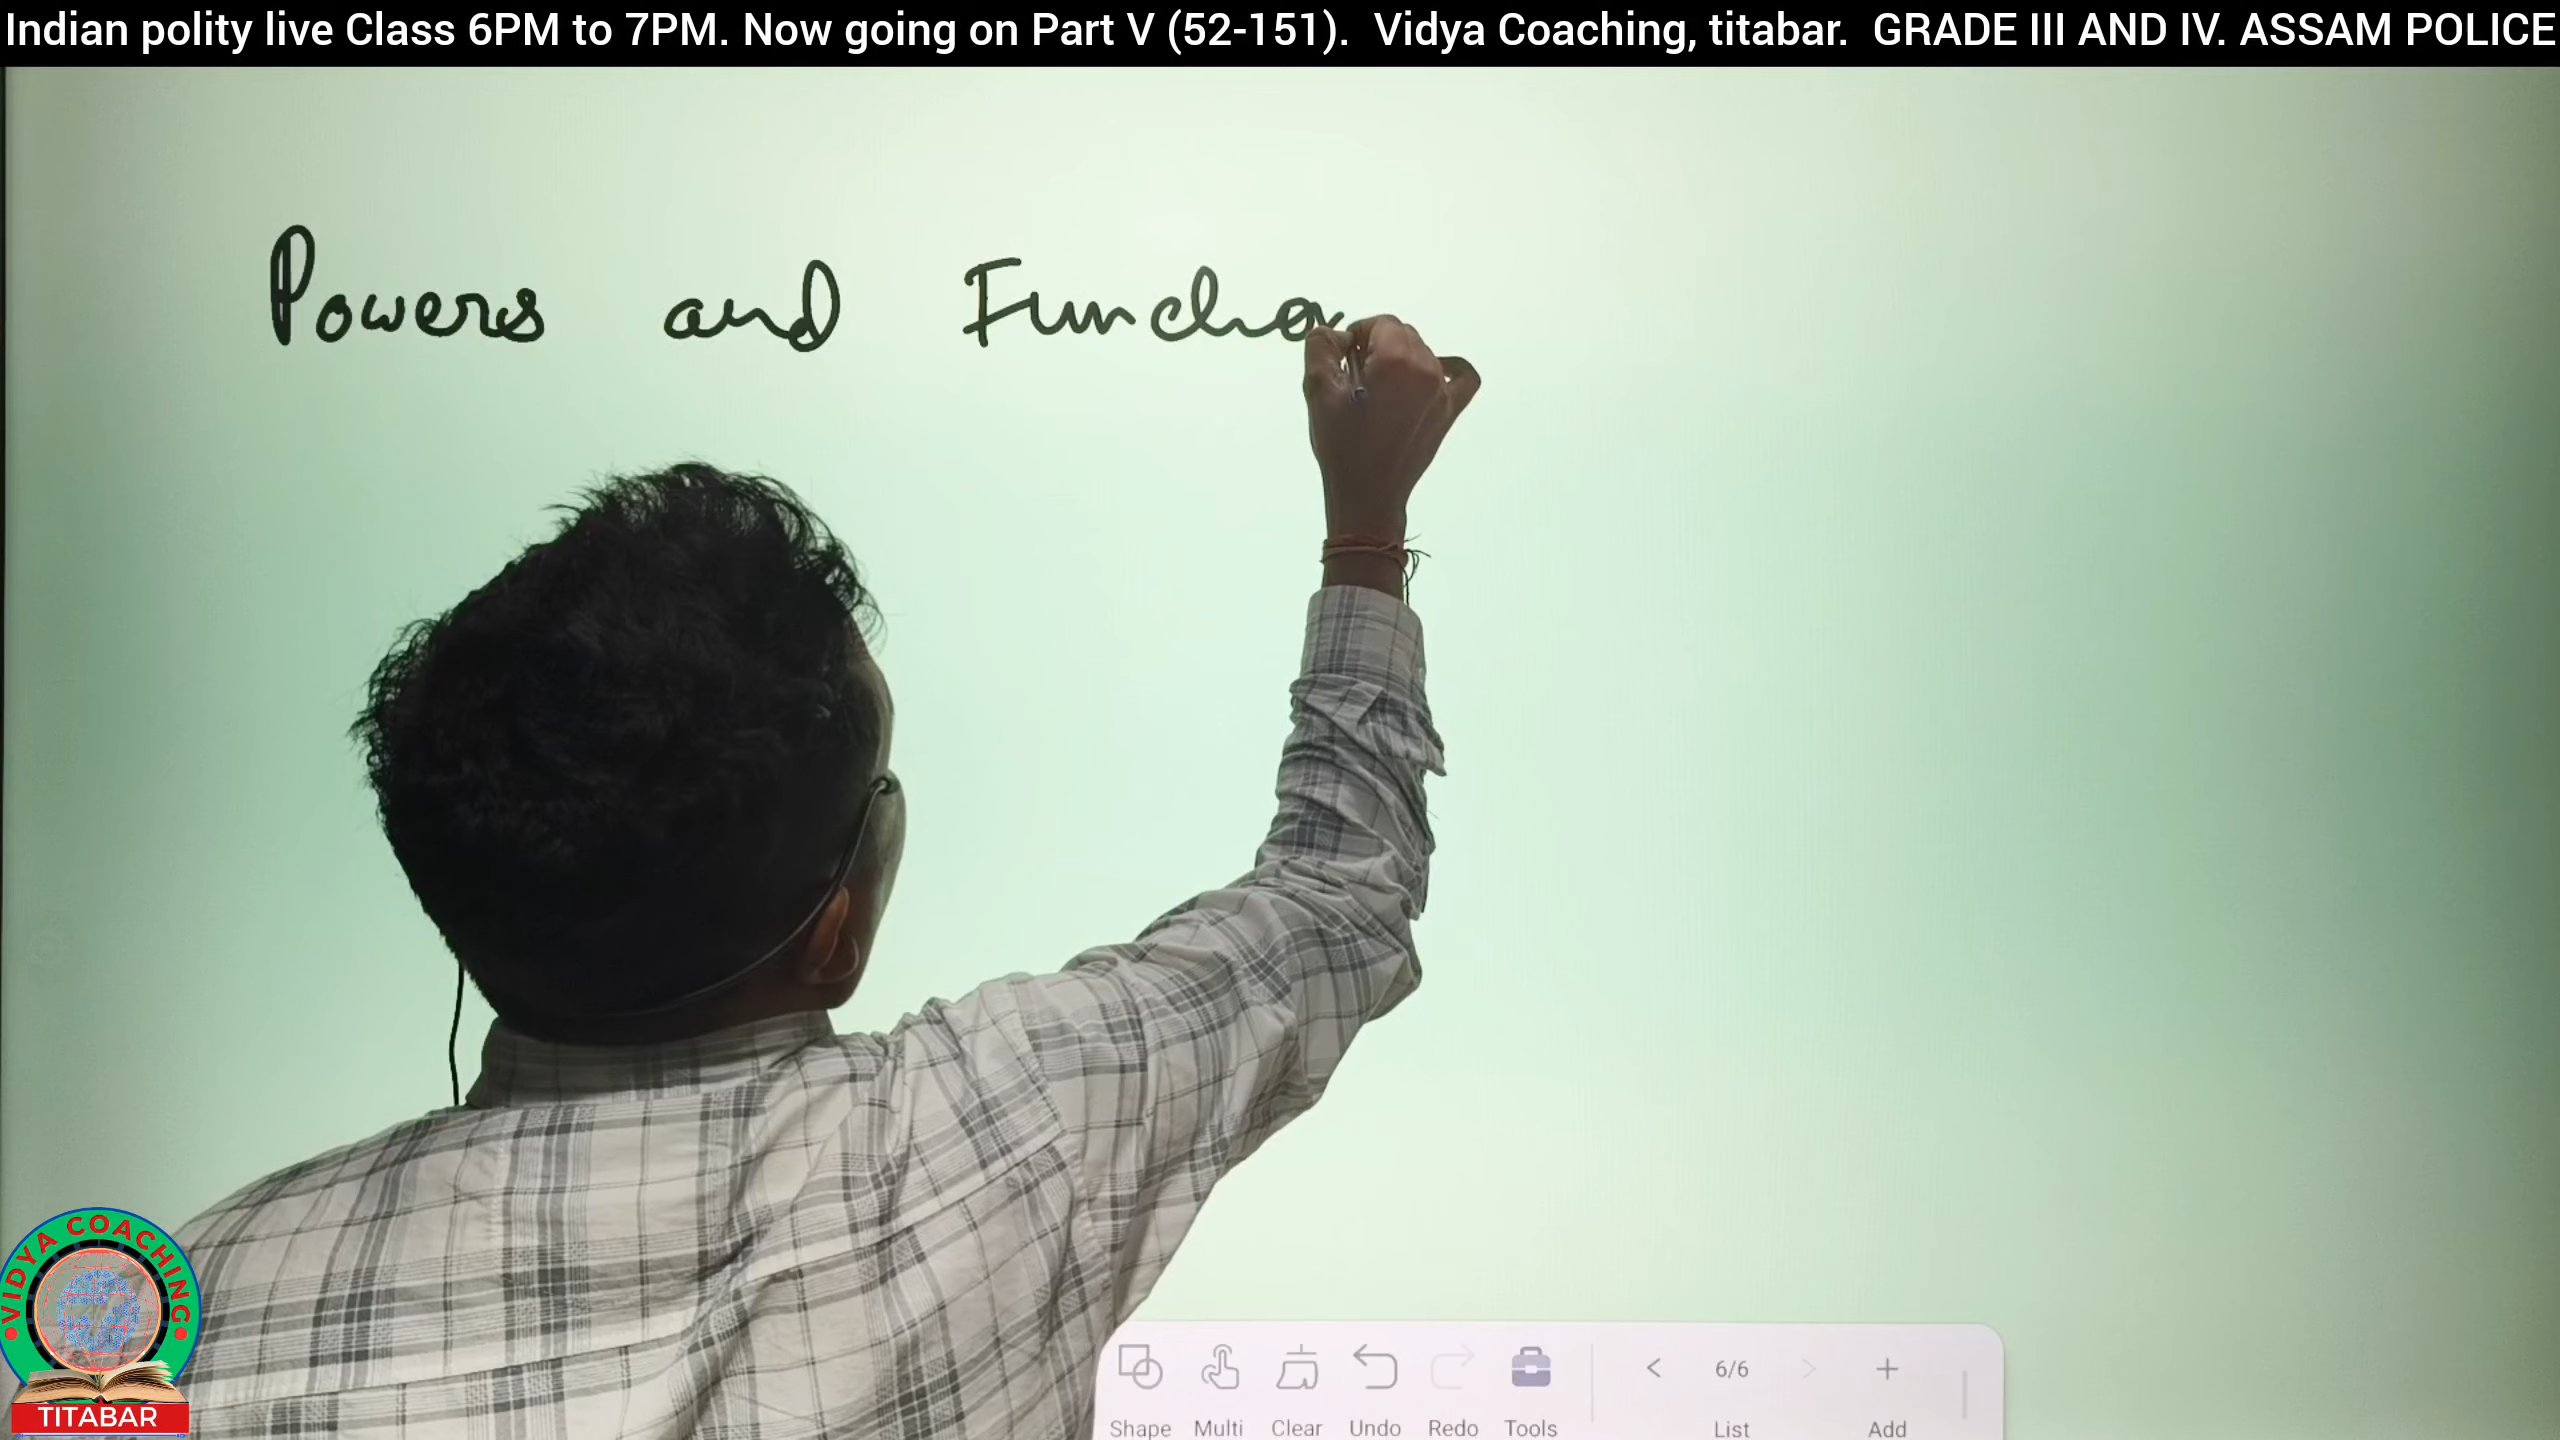 Indian polity live Class 6PM to 7PM. Now going on Part V (52-151). Vidya Coaching, titabar. GRADE III AND IV. ASSAM POLICE
Powers and Functio
VIDYA COACHING
TITABAR
6/6
Shape Multi Clear Undo Redo Tools List Add